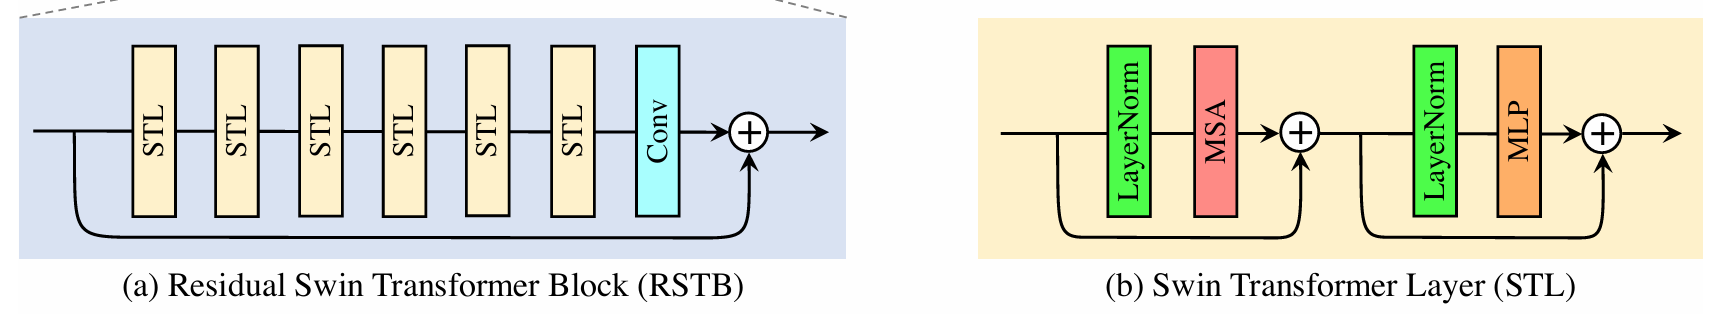 STL
STL
STL
STL
STL
STL
Conv
+
(a) Residual Swin Transformer Block (RSTB)
LayerNorm
MSA
+
LayerNorm
MLP
+
(b) Swin Transformer Layer (STL)